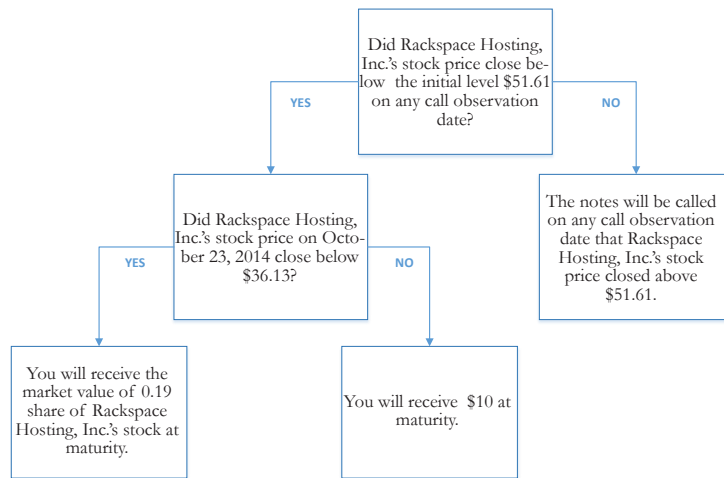 Did Rackspace Hosting,
Inc.'s stock price close be-
low the initial level $51.61
on any call observation
date?
YES
NO
Did Rackspace Hosting,
Inc.'s stock price on Octo-
ber 23, 2014 close below
$36.13?
The notes will be called
on any call observation
date that Rackspace
Hosting, Inc.'s stock
price closed above
$51.61.
YES
NO
You will receive the
market value of 0.19
share of Rackspace
Hosting, Inc.'s stock at
maturity.
You will receive $10 at
maturity.